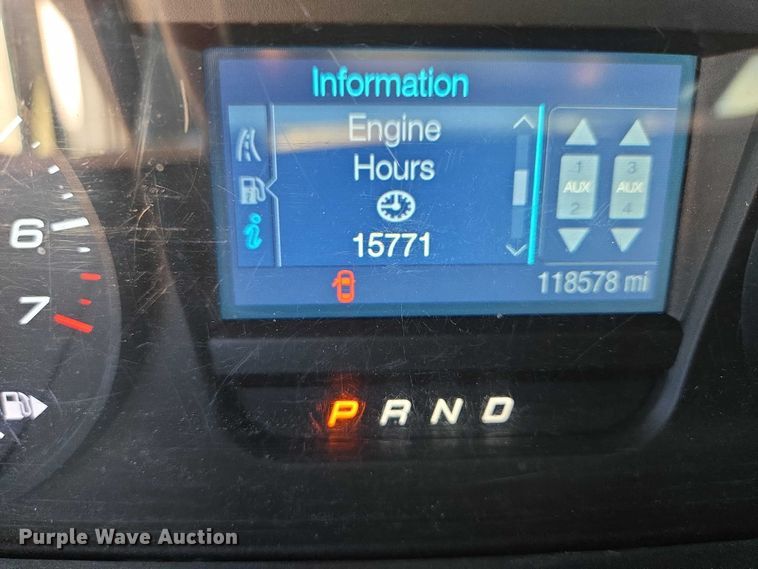 Information
Engine
Hours
15771
1 3
AUX AUX
2 4
118578 mi
6
7
P R N D
Purple Wave Auction®